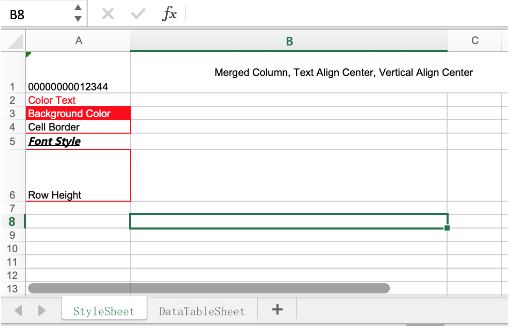 B8
fx
A B C
1 00000000012344 Merged Column, Text Align Center, Vertical Align Center
2 Color Text
3 Background Color
4 Cell Border
5 Font Style
6 Row Height
7
8
9
10
11
12
13
StyleSheet DataTableSheet +